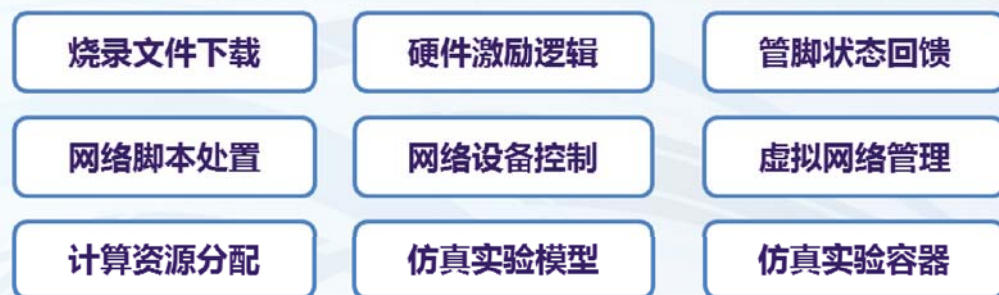 烧录文件下载
硬件激励逻辑
管脚状态回馈
网络脚本处置
网络设备控制
虚拟网络管理
计算资源分配
仿真实验模型
仿真实验容器